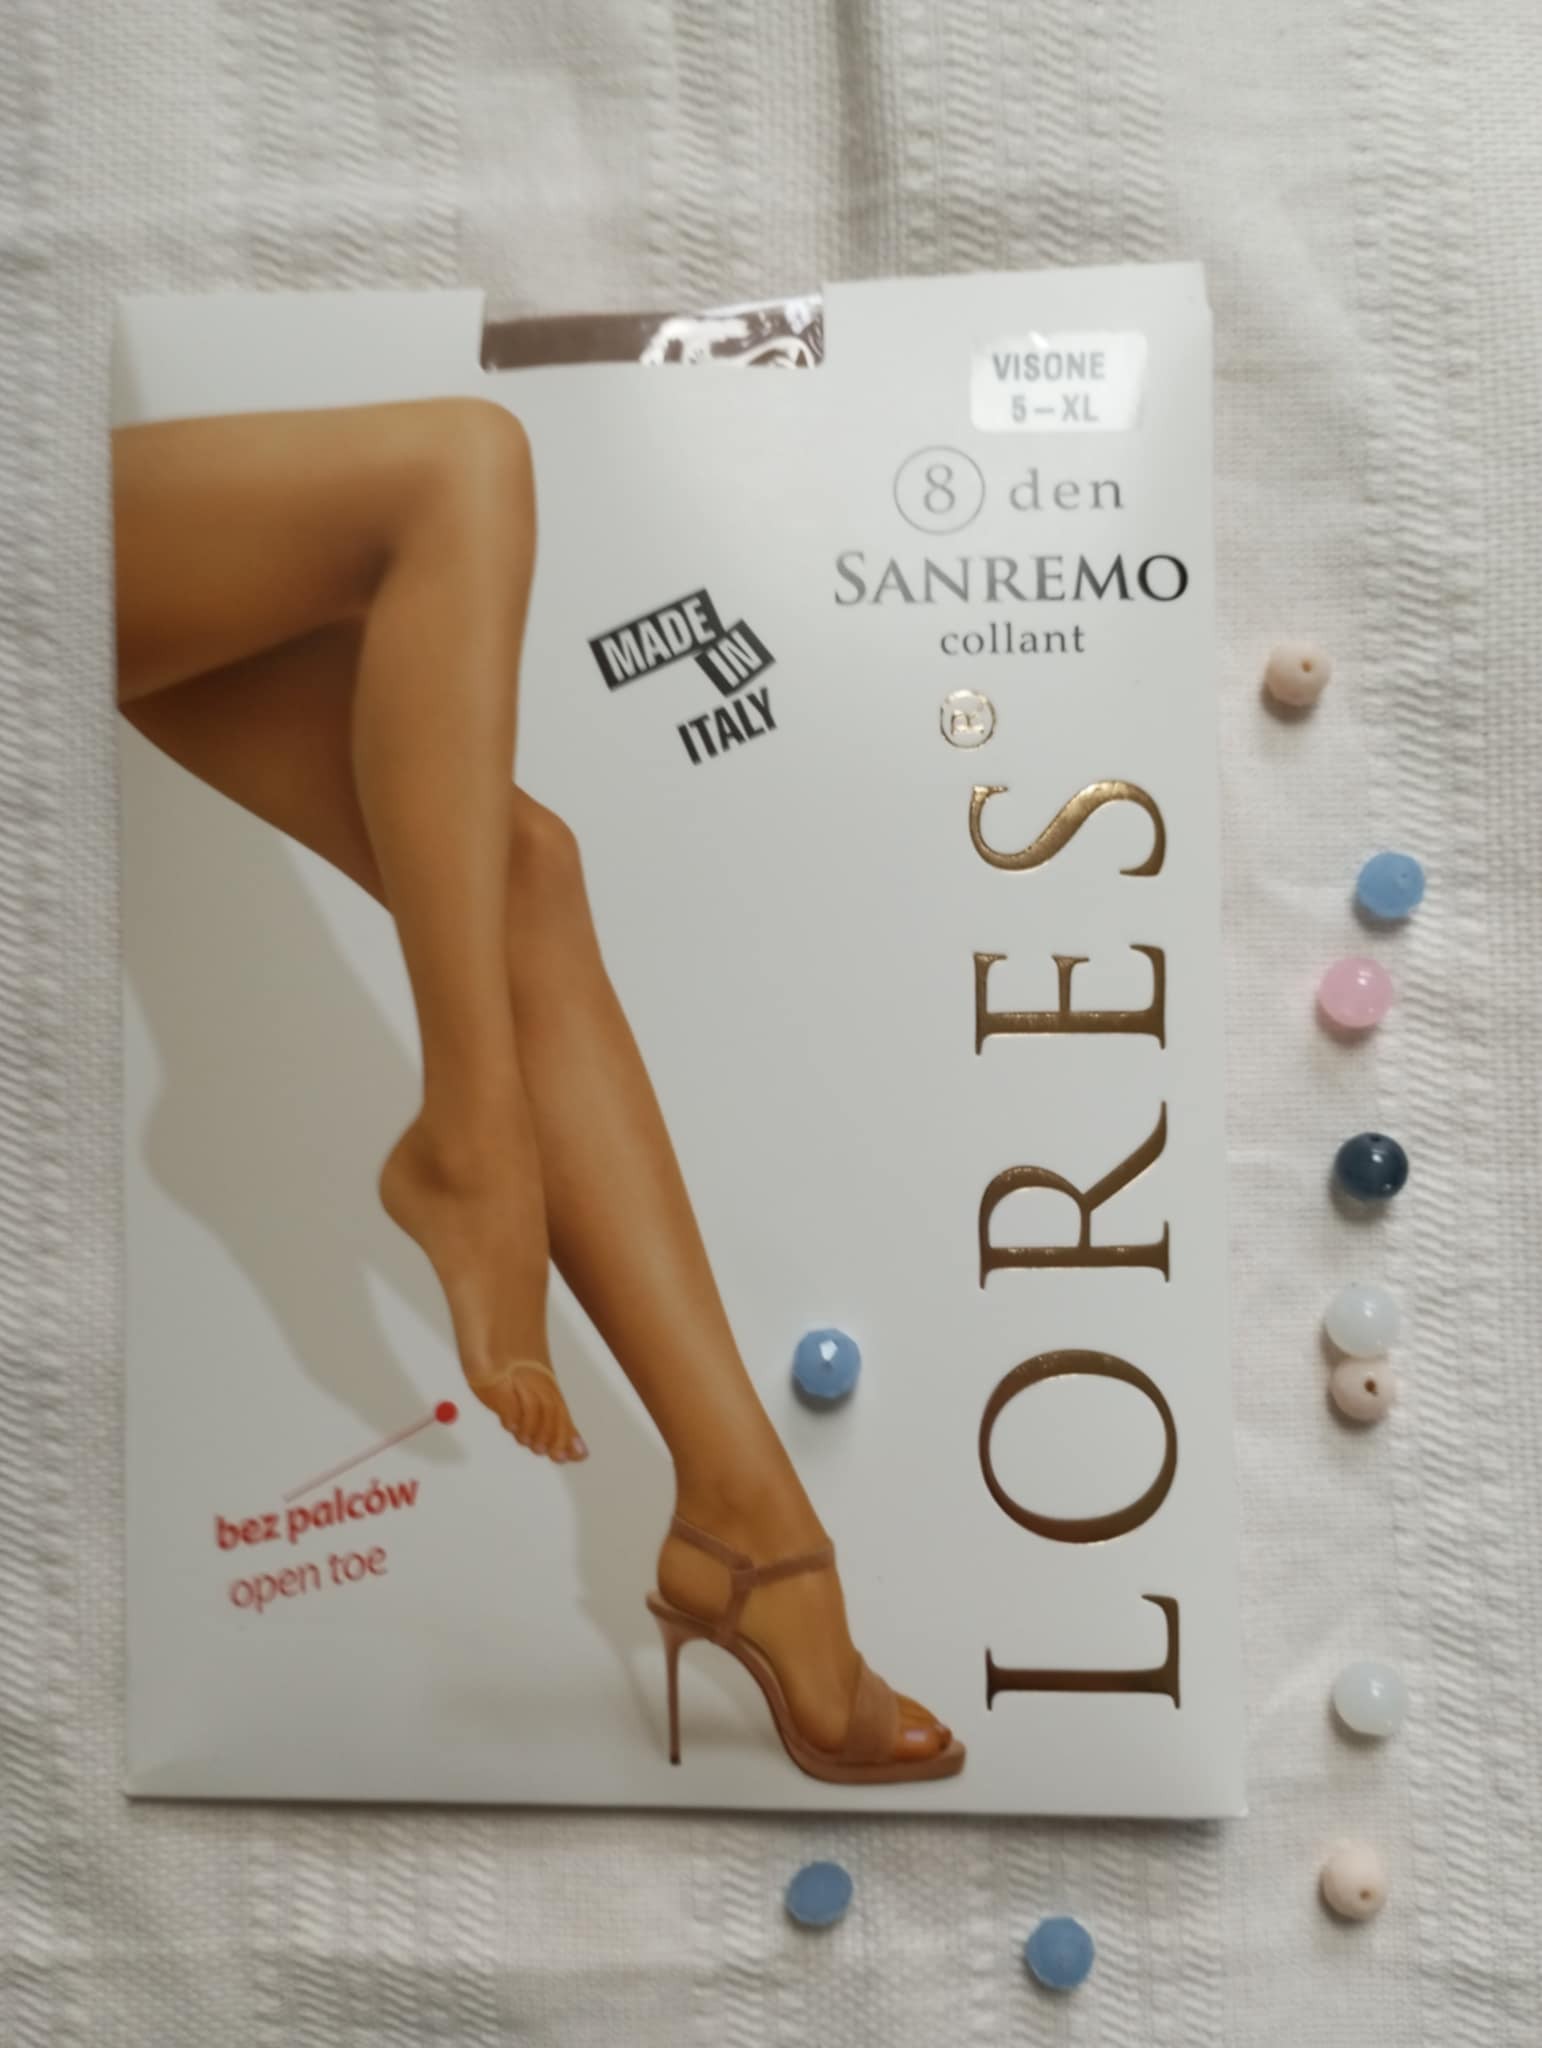 VISONE
5-XL
8 den
SANREMO
collant
MADE
IN
ITALY
LORES®
bez palców
open toe